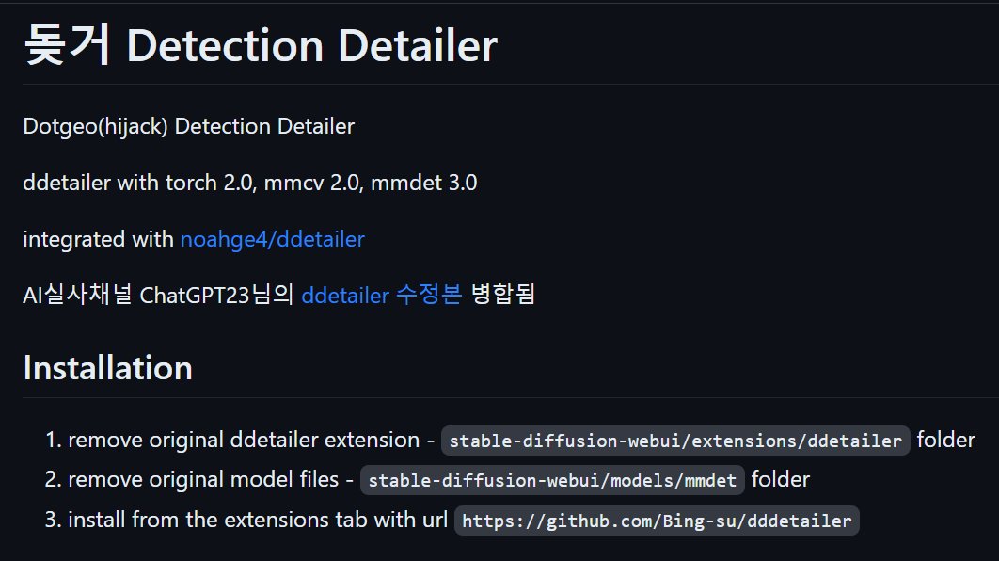 돚거 Detection Detailer
Dotgeo(hijack) Detection Detailer
ddetailer with torch 2.0, mmcv 2.0, mmdet 3.0
integrated with noahge4/ddetailer
AI실사채널 ChatGPT23님의 ddetailer 수정본 병합됨
Installation
1. remove original ddetailer extension - stable-diffusion-webui/extensions/ddetailer folder
2. remove original model files - stable-diffusion-webui/models/mmdet folder
3. install from the extensions tab with url https://github.com/Bing-su/dddetailer